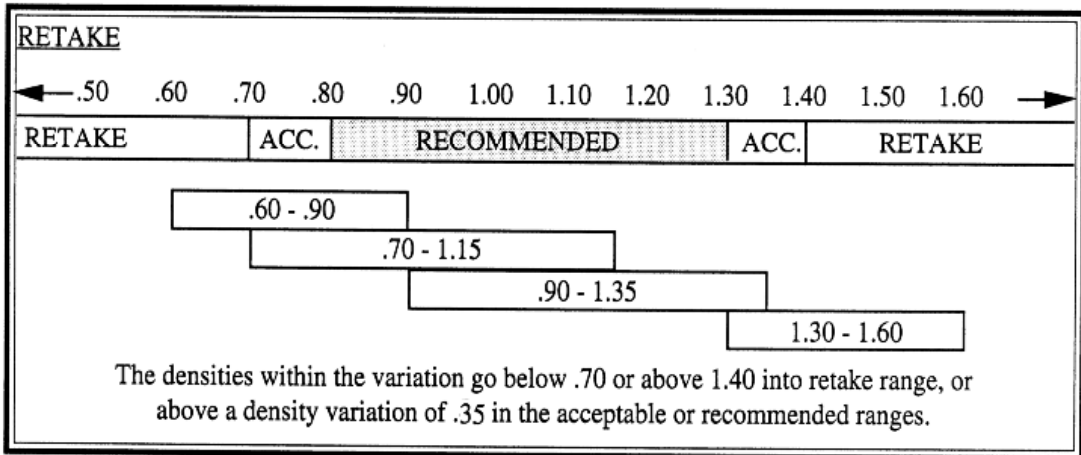 RETAKE
.50 .60 .70 .80 .90 1.00 1.10 1.20 1.30 1.40 1.50 1.60
RETAKE ACC. RECOMMENDED ACC. RETAKE
.60 - .90
.70 - 1.15
.90 - 1.35
1.30 - 1.60
The densities within the variation go below .70 or above 1.40 into retake range, or
above a density variation of .35 in the acceptable or recommended ranges.